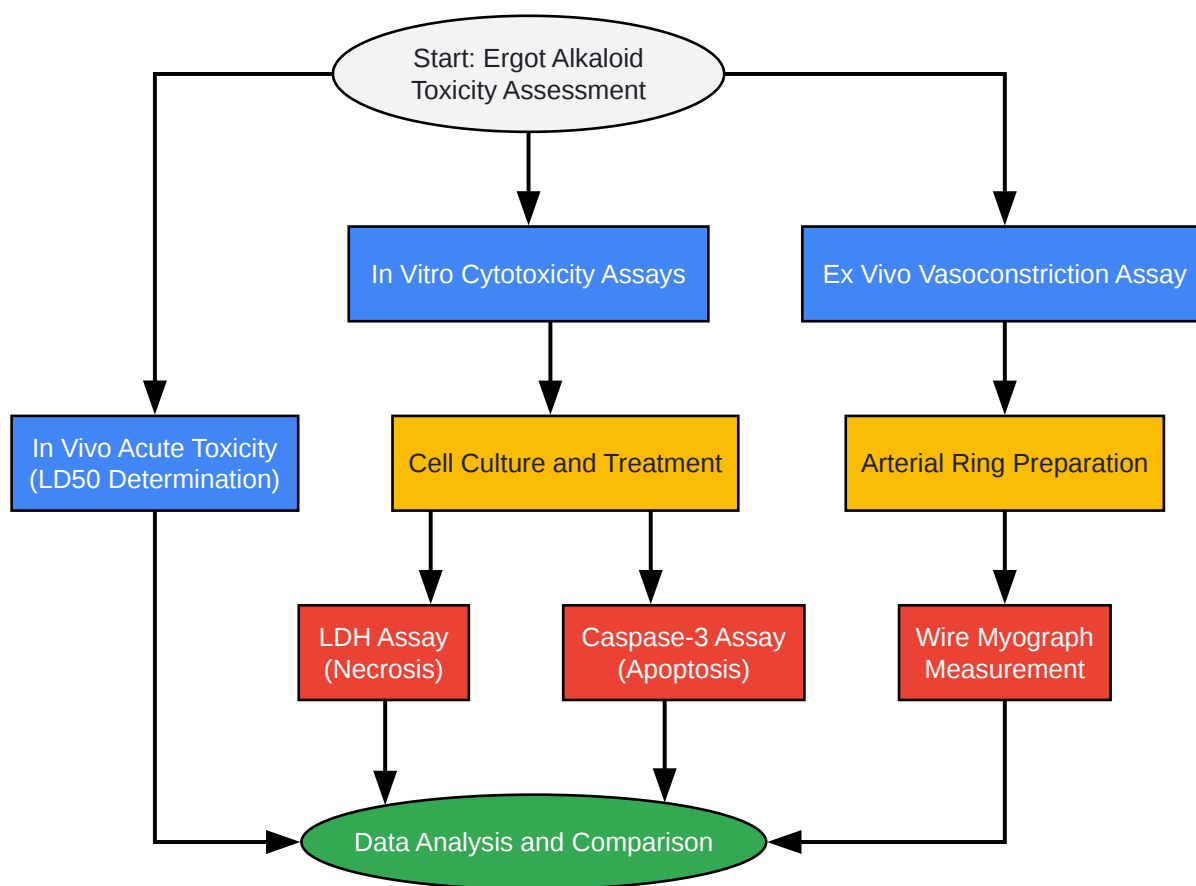 Start: Ergot Alkaloid
Toxicity Assessment
In Vitro Cytotoxicity Assays
Ex Vivo Vasoconstriction Assay
In Vivo Acute Toxicity
(LD50 Determination)
Cell Culture and Treatment
Arterial Ring Preparation
LDH Assay
(Necrosis)
Caspase-3 Assay
(Apoptosis)
Wire Myograph
Measurement
Data Analysis and Comparison